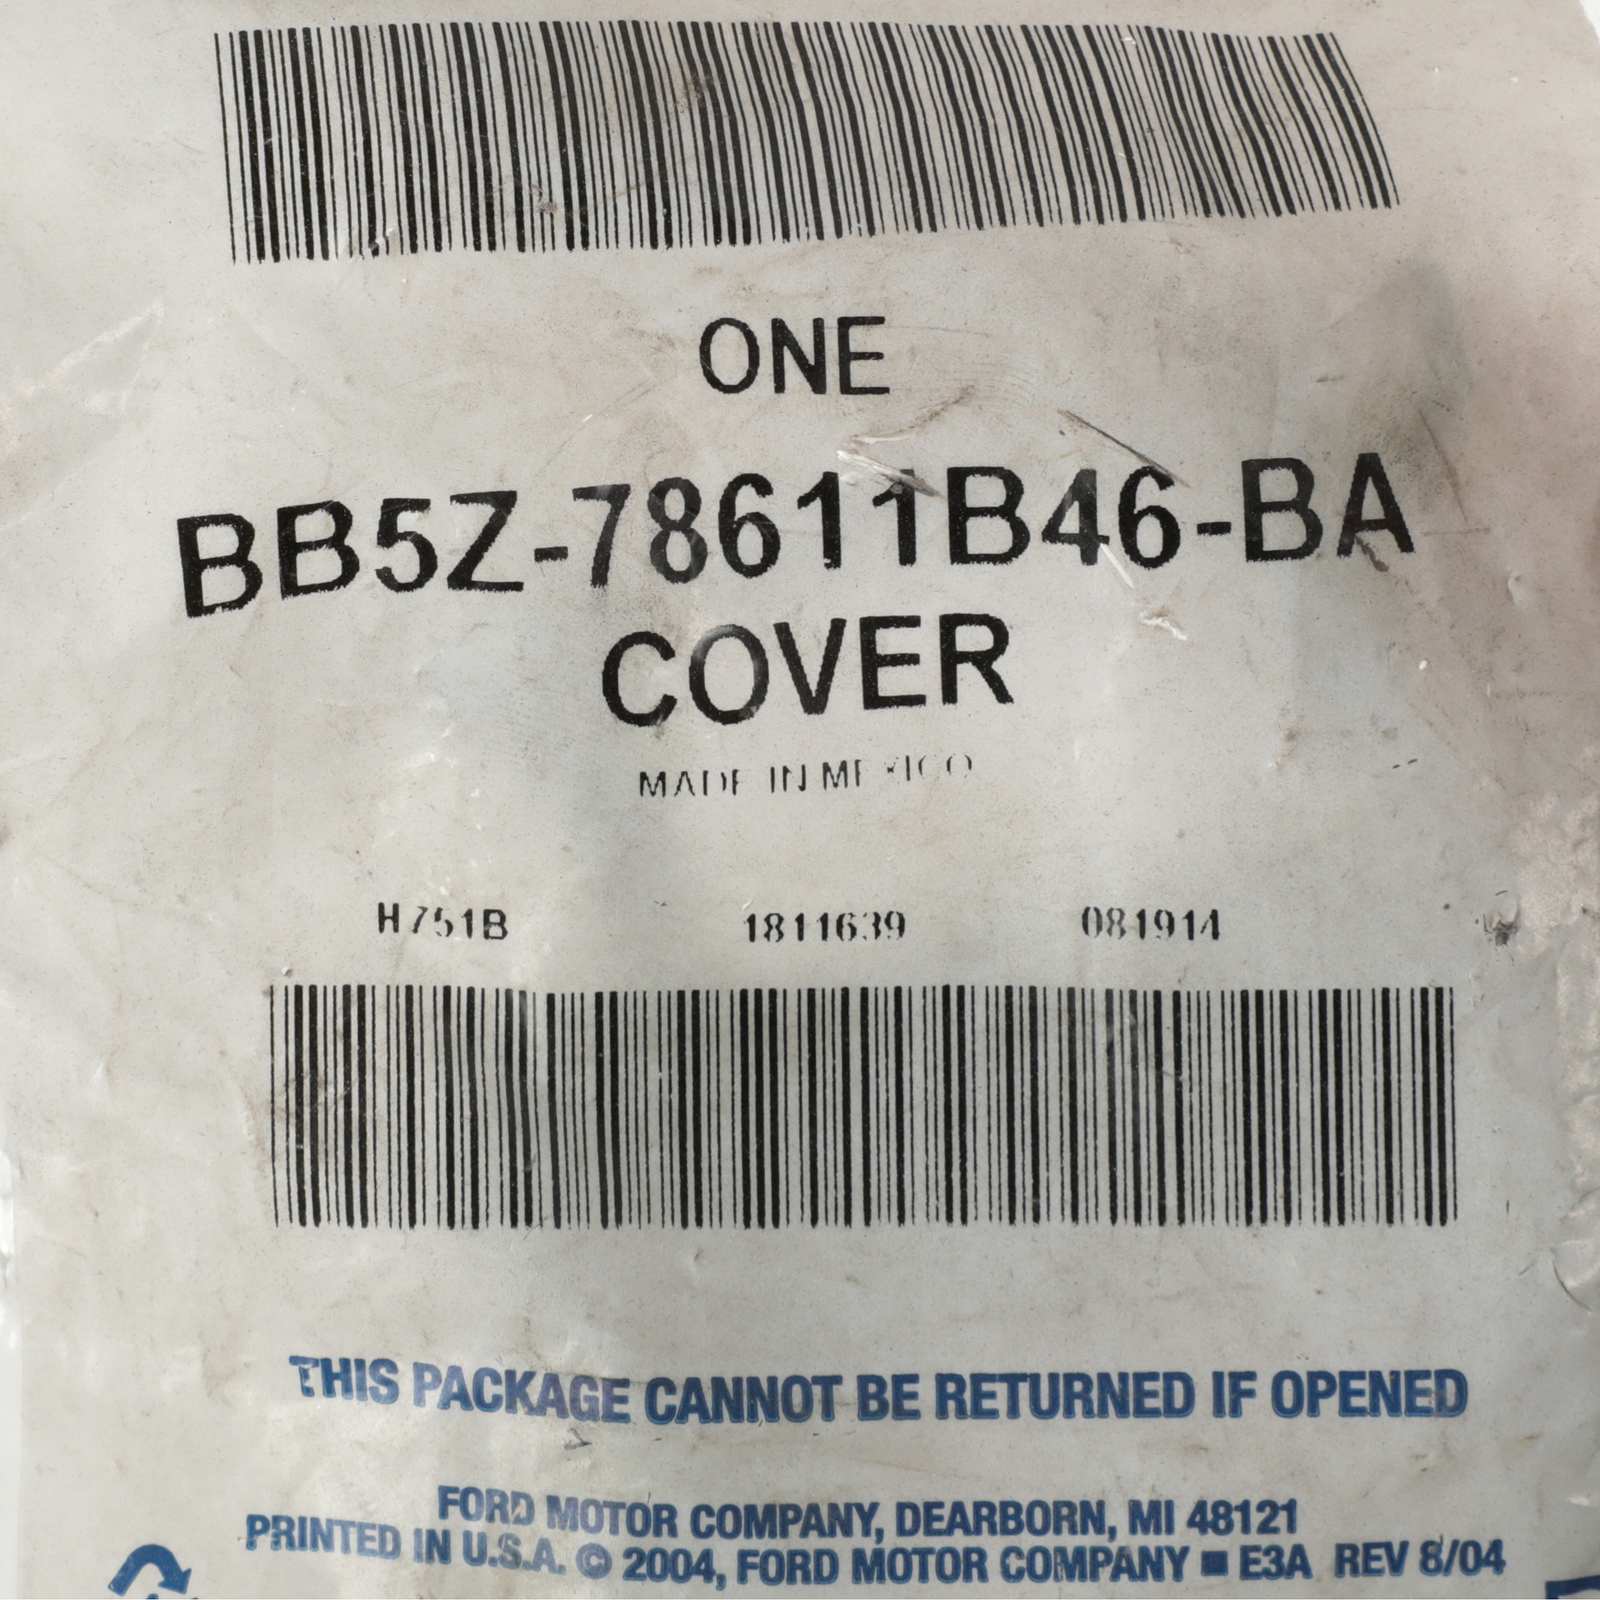 ONE
BB5Z-78611B46-BA
COVER
MADE IN MEXICO
H751B 1811639 081914
THIS PACKAGE CANNOT BE RETURNED IF OPENED
FORD MOTOR COMPANY, DEARBORN, MI 48121
PRINTED IN U.S.A. © 2004, FORD MOTOR COMPANY ■ E3A REV 8/04